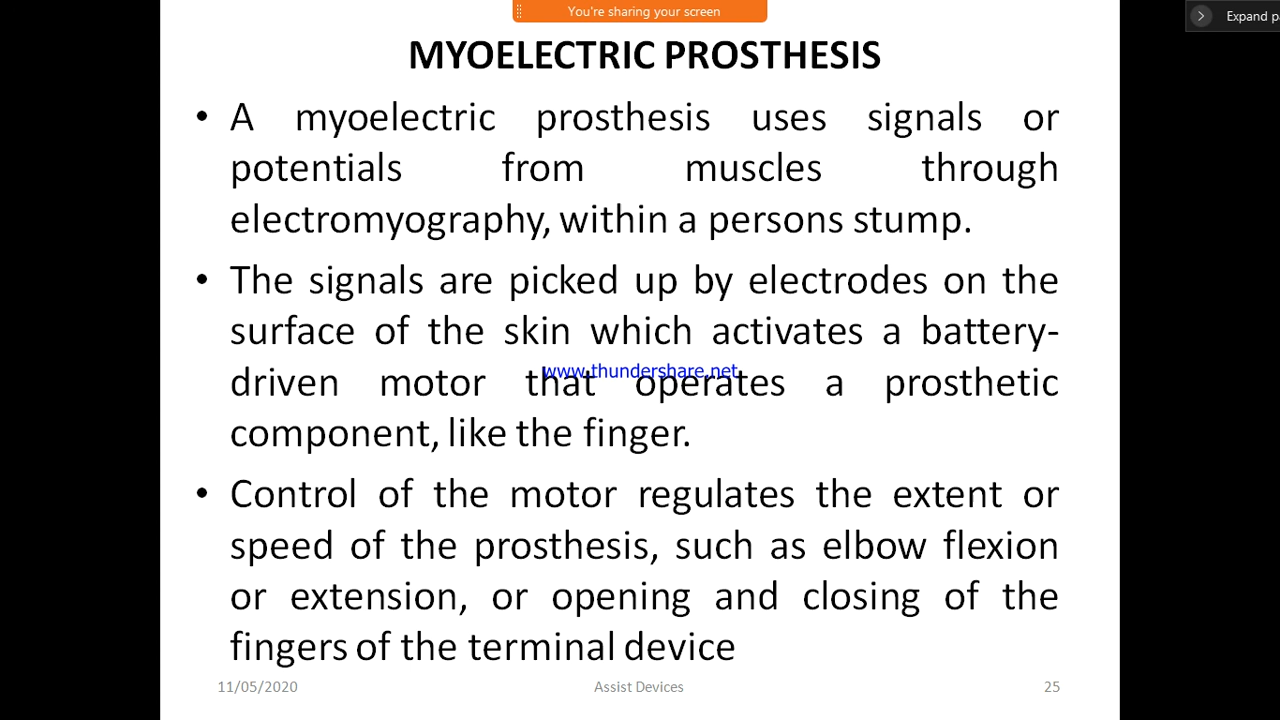 You're sharing your screen
Expand p
MYOELECTRIC PROSTHESIS
• A myoelectric prosthesis uses signals or
potentials from muscles through
electromyography, within a persons stump.
• The signals are picked up by electrodes on the
surface of the skin which activates a battery-
www.thundershare.net
driven motor that operates a prosthetic
component, like the finger.
• Control of the motor regulates the extent or
speed of the prosthesis, such as elbow flexion
or extension, or opening and closing of the
fingers of the terminal device
11/05/2020 Assist Devices 25